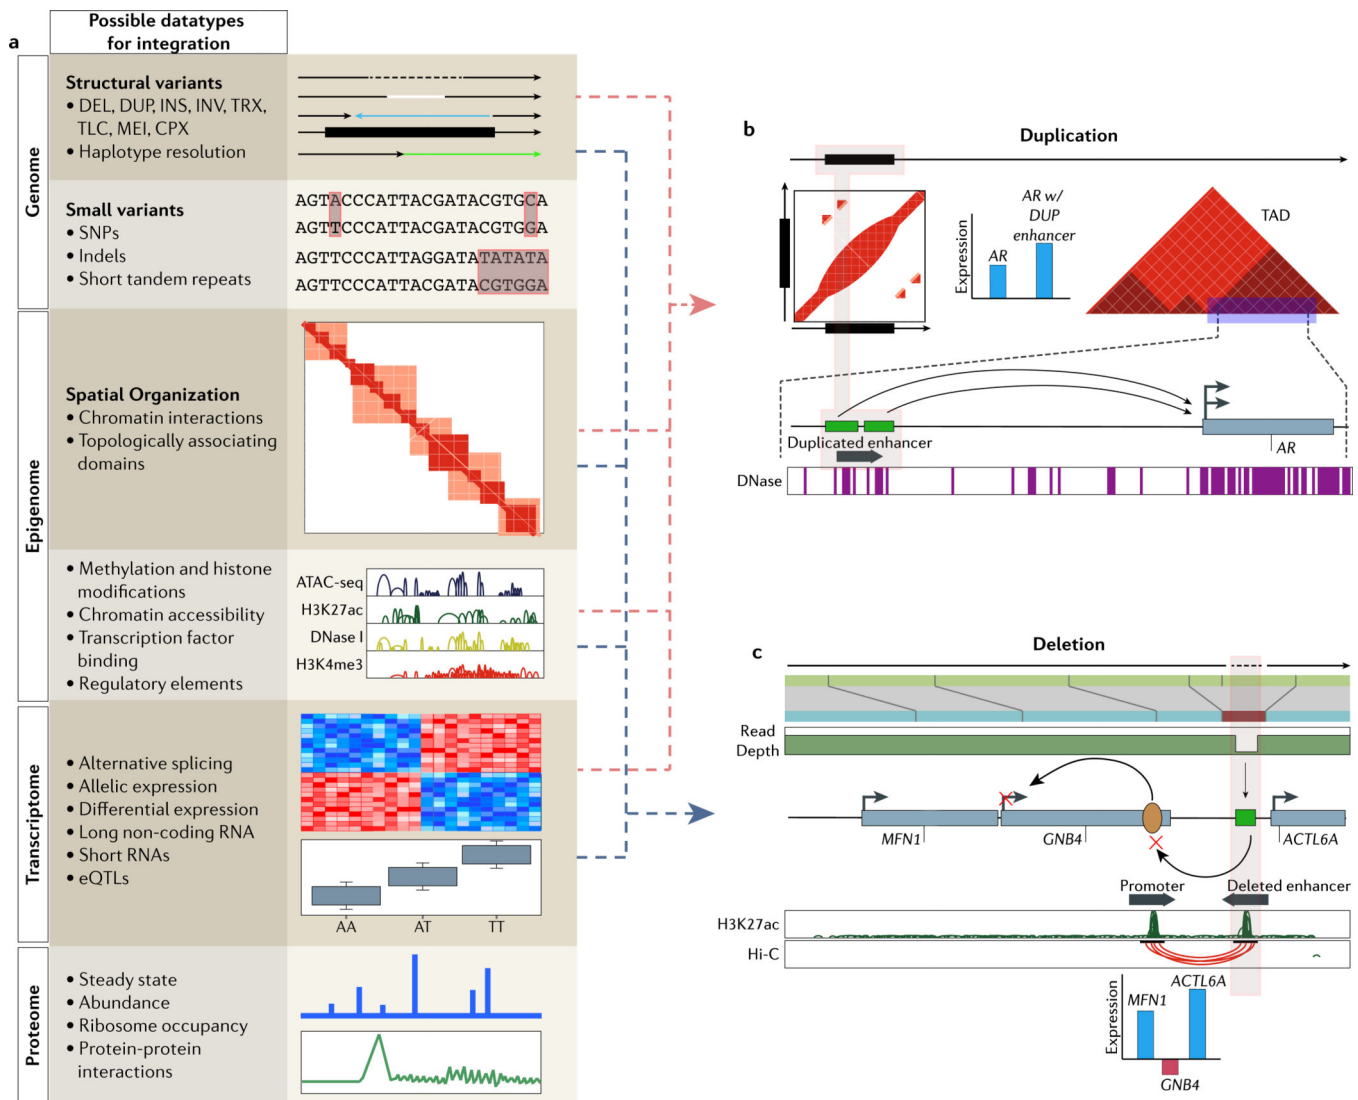 a
Possible datatypes
for integration
Genome
Structural variants
• DEL, DUP, INS, INV, TRX,
TLC, MEI, CPX
• Haplotype resolution
Small variants
• SNPs
• Indels
• Short tandem repeats
AGTACCCATTACGATACGTGCA
AGTTCCCATTACGATACGTGGA
AGTTCCCATTAGGATATATATA
AGTTCCCATTACGATACGTGGA
Epigenome
Spatial Organization
• Chromatin interactions
• Topologically associating
domains
• Methylation and histone
modifications
• Chromatin accessibility
• Transcription factor
binding
• Regulatory elements
ATAC-seq
H3K27ac
DNase I
H3K4me3
Transcriptome
• Alternative splicing
• Allelic expression
• Differential expression
• Long non-coding RNA
• Short RNAs
• eQTLs
AA AT TT
Proteome
• Steady state
• Abundance
• Ribosome occupancy
• Protein-protein
interactions
b
Duplication
Expression
AR
AR w/
DUP
enhancer
TAD
Duplicated enhancer
AR
DNase
c
Deletion
Read
Depth
MFN1
GNB4
ACTL6A
Promoter
Deleted enhancer
H3K27ac
Hi-C
Expression
MFN1
ACTL6A
GNB4